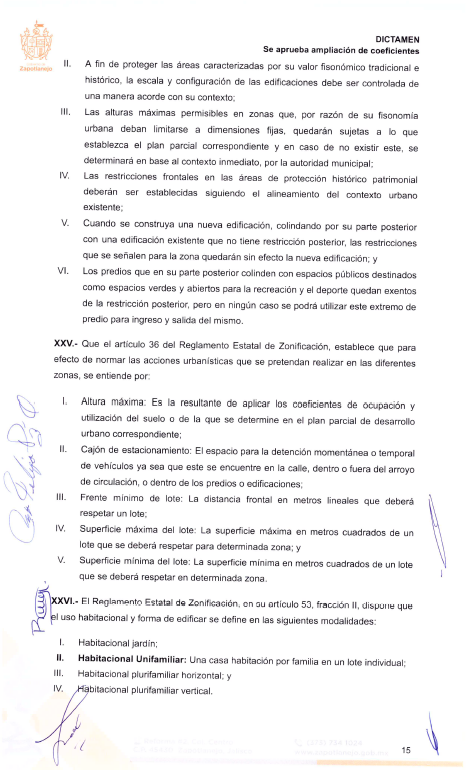 Zapotlanejo
DICTAMEN
Se aprueba ampliación de coeficientes
II. A fin de proteger las áreas caracterizadas por su valor fisonómico tradicional e
histórico, la escala y configuración de las edificaciones debe ser controlada de
una manera acorde con su contexto;
III. Las alturas máximas permisibles en zonas que, por razón de su fisonomía
urbana deban limitarse a dimensiones fijas, quedarán sujetas a lo que
establezca el plan parcial correspondiente y en caso de no existir este, se
determinará en base al contexto inmediato, por la autoridad municipal;
IV. Las restricciones frontales en las áreas de protección histórico patrimonial
deberán ser establecidas siguiendo el alineamiento del contexto urbano
existente;
V. Cuando se construya una nueva edificación, colindando por su parte posterior
con una edificación existente que no tiene restricción posterior, las restricciones
que se señalen para la zona quedarán sin efecto la nueva edificación; y
VI. Los predios que en su parte posterior colinden con espacios públicos destinados
como espacios verdes y abiertos para la recreación y el deporte quedan exentos
de la restricción posterior, pero en ningún caso se podrá utilizar este extremo de
predio para ingreso y salida del mismo.
XXV.- Que el artículo 36 del Reglamento Estatal de Zonificación, establece que para
efecto de normar las acciones urbanísticas que se pretendan realizar en las diferentes
zonas, se entiende por:
I. Altura máxima: Es la resultante de aplicar los coeficientes de ocupación y
utilización del suelo o de la que se determine en el plan parcial de desarrollo
urbano correspondiente;
II. Cajón de estacionamiento: El espacio para la detención momentánea o temporal
de vehículos ya sea que este se encuentre en la calle, dentro o fuera del arroyo
de circulación, o dentro de los predios o edificaciones;
III. Frente mínimo de lote: La distancia frontal en metros lineales que deberá
respetar un lote;
IV. Superficie máxima del lote: La superficie máxima en metros cuadrados de un
lote que se deberá respetar para determinada zona; y
V. Superficie mínima del lote: La superficie mínima en metros cuadrados de un lote
que se deberá respetar en determinada zona.
XXVI.- El Reglamento Estatal de Zonificación, en su artículo 53, fracción II, dispone que
el uso habitacional y forma de edificar se define en las siguientes modalidades:
I. Habitacional jardín;
II. Habitacional Unifamiliar: Una casa habitación por familia en un lote individual;
III. Habitacional plurifamiliar horizontal; y
IV. Habitacional plurifamiliar vertical.
15